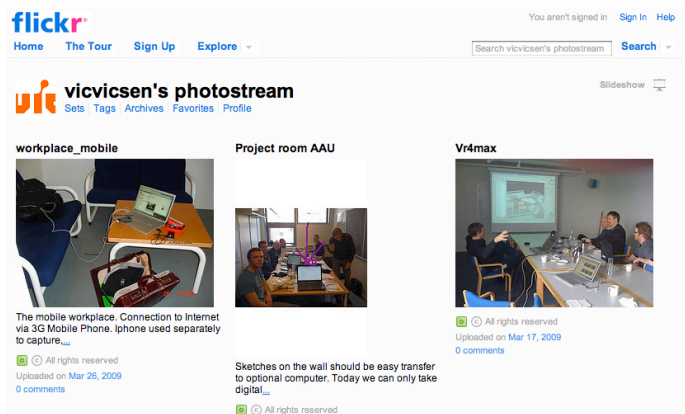 flickr
You aren't signed in Sign In Help
Home The Tour Sign Up Explore
Search vicvicsen's photostream Search
vicvicsen's photostream
Slideshow
Sets Tags Archives Favorites Profile
workplace_mobile
The mobile workplace. Connection to Internet
via 3G Mobile Phone. Iphone used separately
to capture,...
© All rights reserved
Uploaded on Mar 26, 2009
0 comments
Project room AAU
Sketches on the wall should be easy transfer
to optional computer. Today we can only take
digital...
© All rights reserved
Vr4max
© All rights reserved
Uploaded on Mar 17, 2009
0 comments